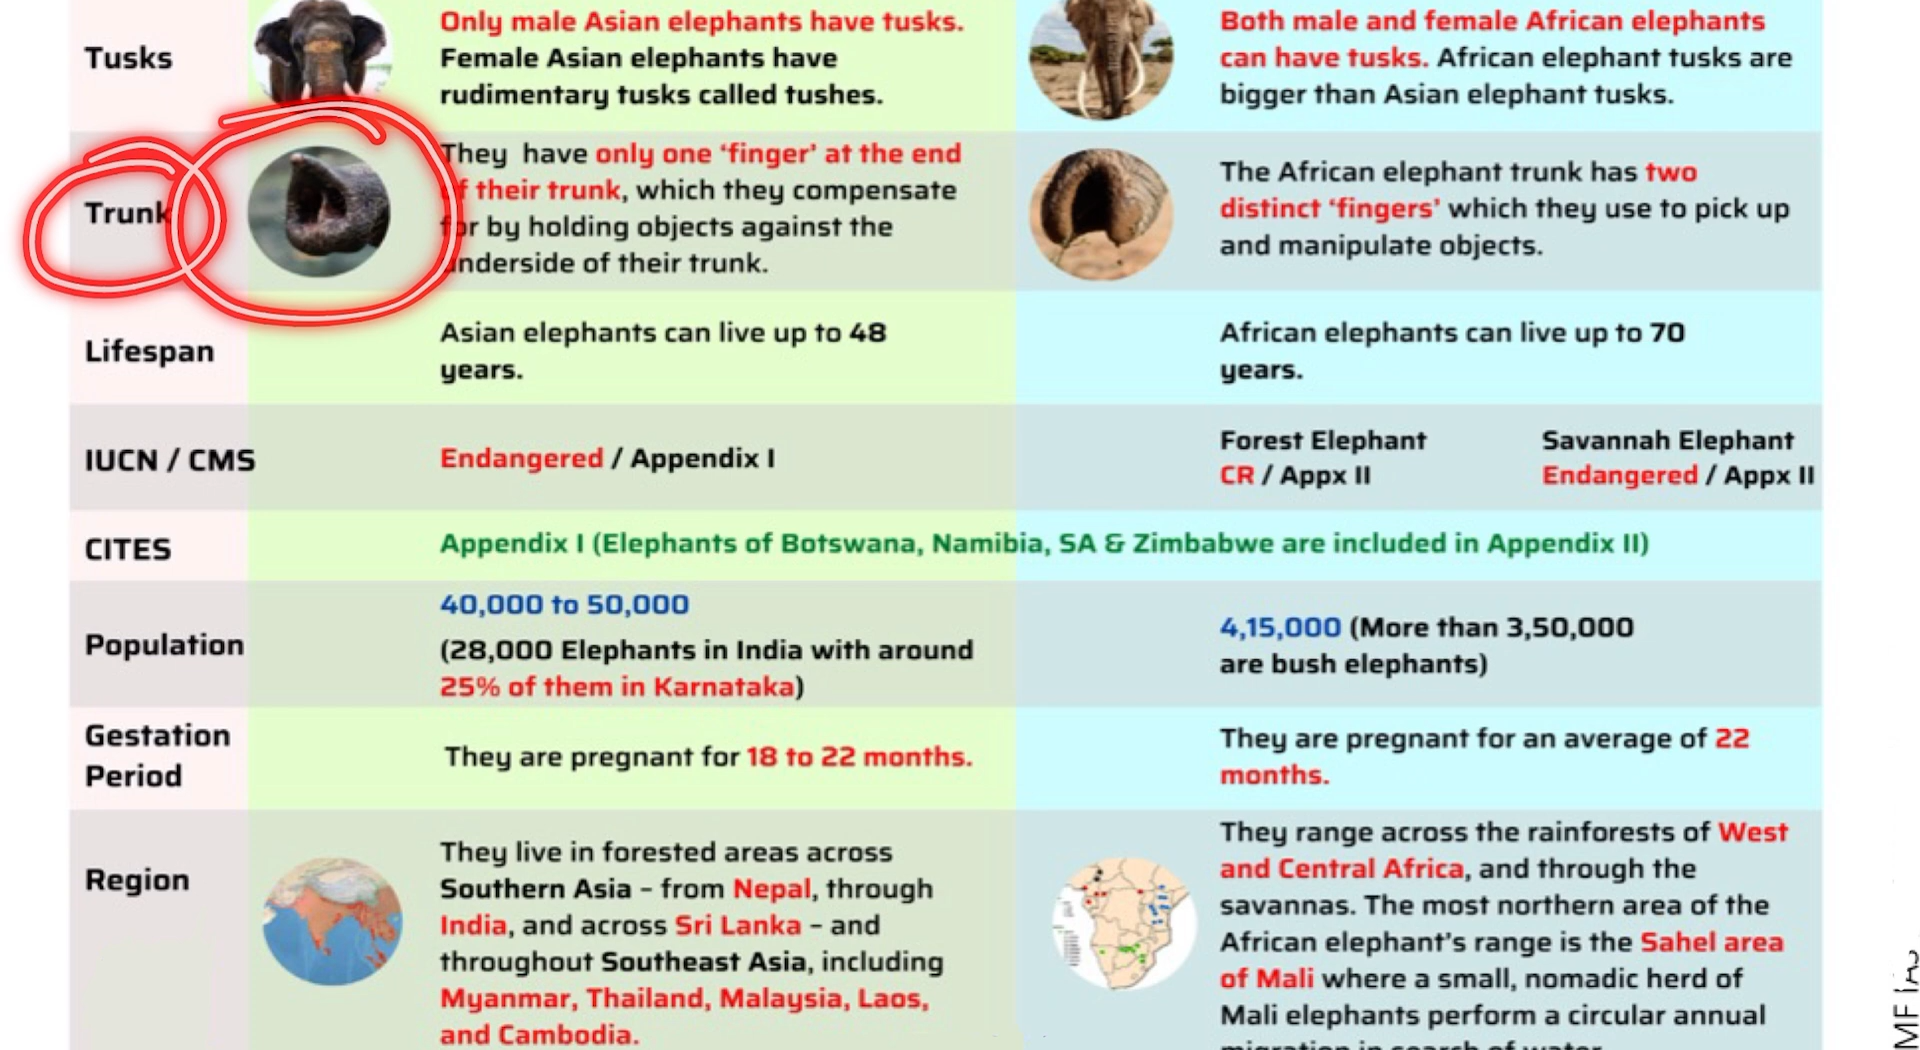 Tusks
Only male Asian elephants have tusks.
Female Asian elephants have
rudimentary tusks called tushes.
Both male and female African elephants
can have tusks. African elephant tusks are
bigger than Asian elephant tusks.
Trunk
They have only one ‘finger’ at the end
of their trunk, which they compensate
for by holding objects against the
underside of their trunk.
The African elephant trunk has two
distinct ‘fingers’ which they use to pick up
and manipulate objects.
Lifespan
Asian elephants can live up to 48
years.
African elephants can live up to 70
years.
IUCN / CMS
Endangered / Appendix I
Forest Elephant
CR / Appx II
Savannah Elephant
Endangered / Appx II
CITES
Appendix I (Elephants of Botswana, Namibia, SA & Zimbabwe are included in Appendix II)
Population
40,000 to 50,000
(28,000 Elephants in India with around
25% of them in Karnataka)
4,15,000 (More than 3,50,000
are bush elephants)
Gestation
Period
They are pregnant for 18 to 22 months.
They are pregnant for an average of 22
months.
Region
They live in forested areas across
Southern Asia – from Nepal, through
India, and across Sri Lanka – and
throughout Southeast Asia, including
Myanmar, Thailand, Malaysia, Laos,
and Cambodia.
They range across the rainforests of West
and Central Africa, and through the
savannas. The most northern area of the
African elephant’s range is the Sahel area
of Mali where a small, nomadic herd of
Mali elephants perform a circular annual
migration in search of water.